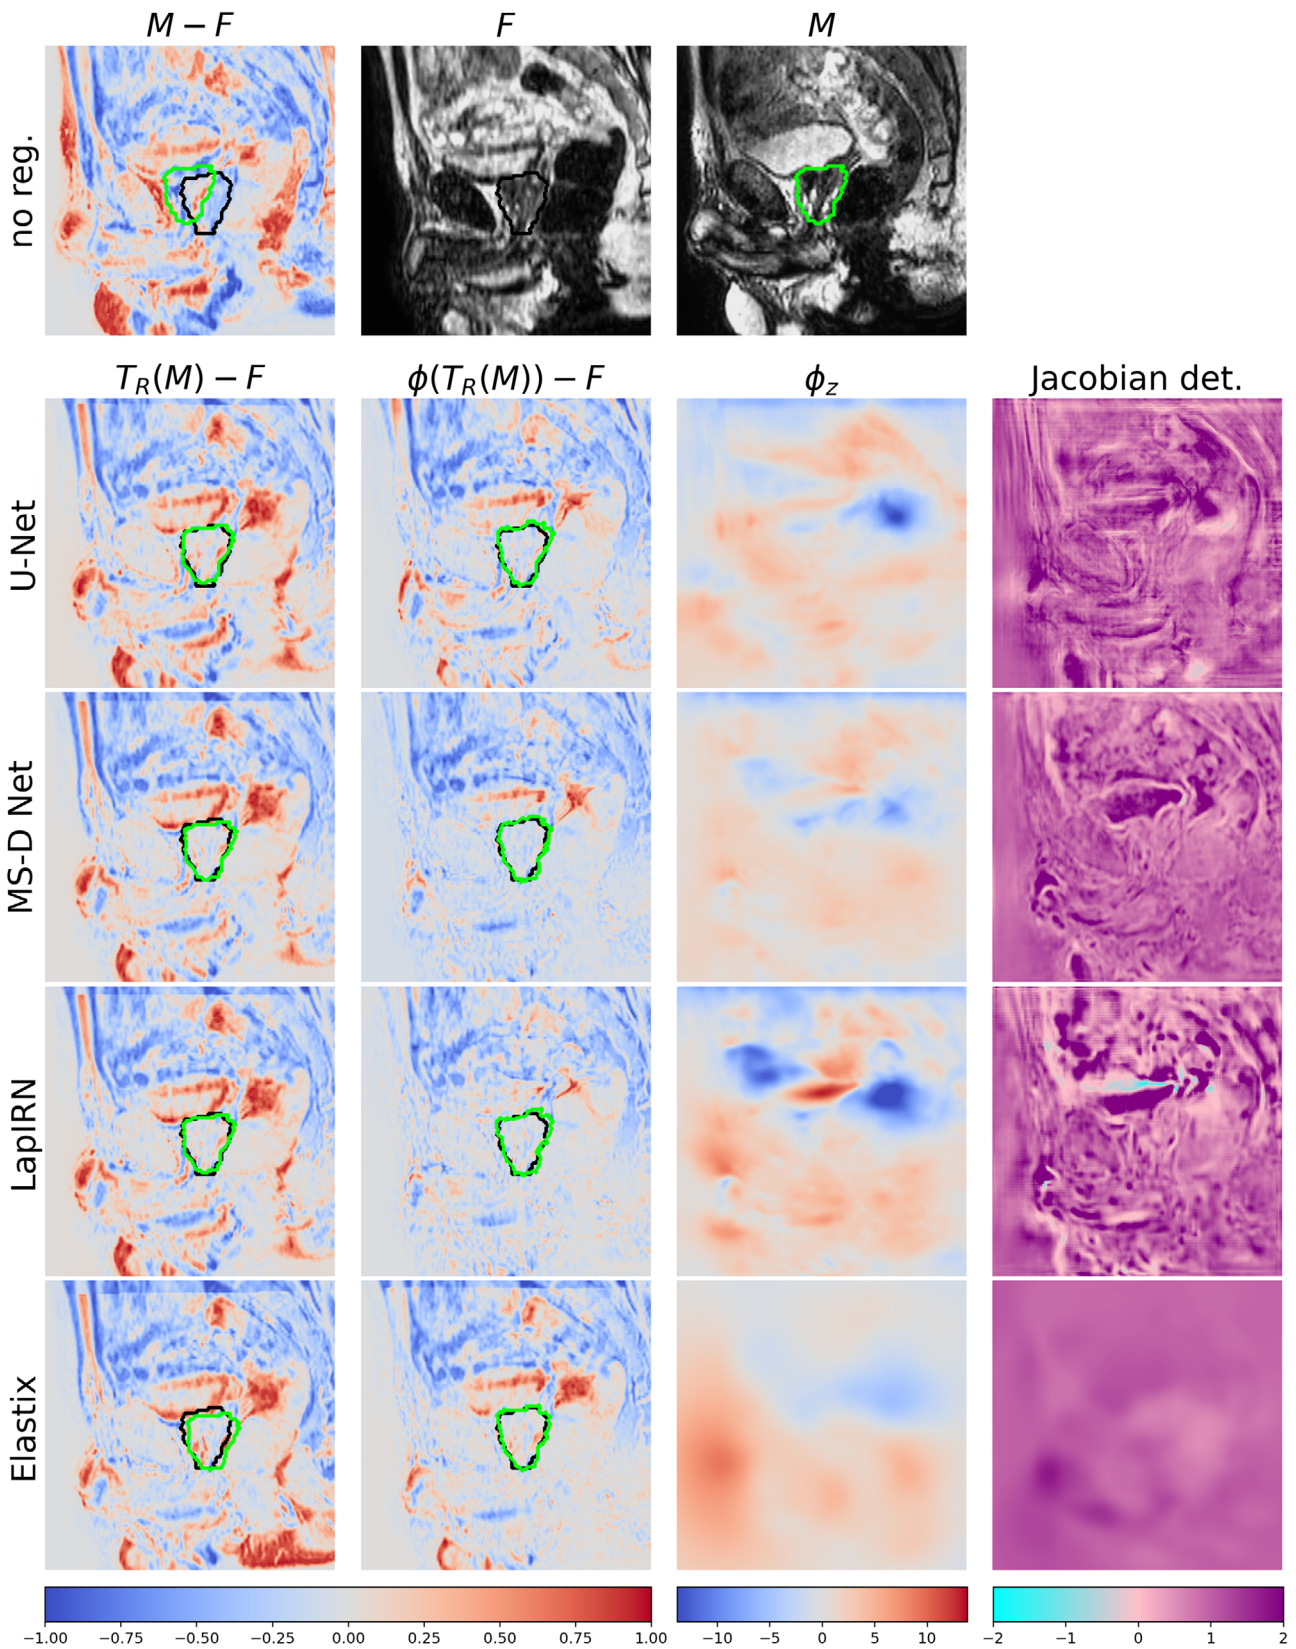 M − F
F
M
no reg.
T_R(M) − F
ϕ(T_R(M)) − F
ϕ_z
Jacobian det.
U-Net
MS-D Net
LapIRN
Elastix
−1.00 −0.75 −0.50 −0.25 0.00 0.25 0.50 0.75 1.00
−10 −5 0 5 10
−2 −1 0 1 2